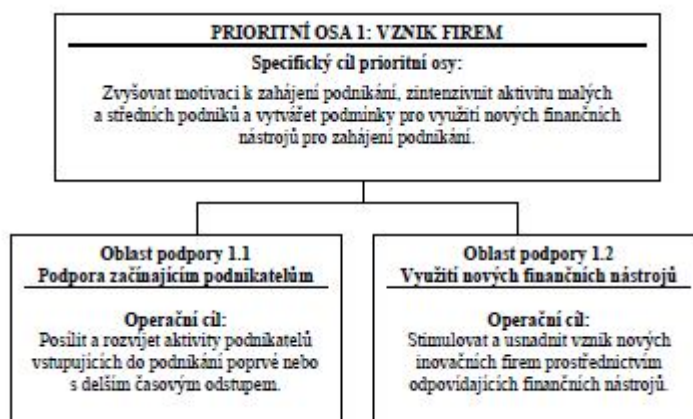 PRIORITNÍ OSA 1: VZNIK FIREM
Specifický cíl prioritní osy:
Zvyšovat motivaci k zahájení podnikání, zintenzívnit aktivitu malých
a středních podniků a vytvářet podmínky pro využití nových finančních
nástrojů pro zahájení podnikání.
Oblast podpory 1.1
Podpora začínajícím podnikatelům
Operační cíl:
Posílit a rozvíjet aktivity podnikatelů
vstupujících do podnikání poprvé nebo
s delším časovým odstupem.
Oblast podpory 1.2
Využití nových finančních nástrojů
Operační cíl:
Stimulovat a usnadnit vznik nových
inovačních firem prostřednictvím
odpovídajících finančních nástrojů.